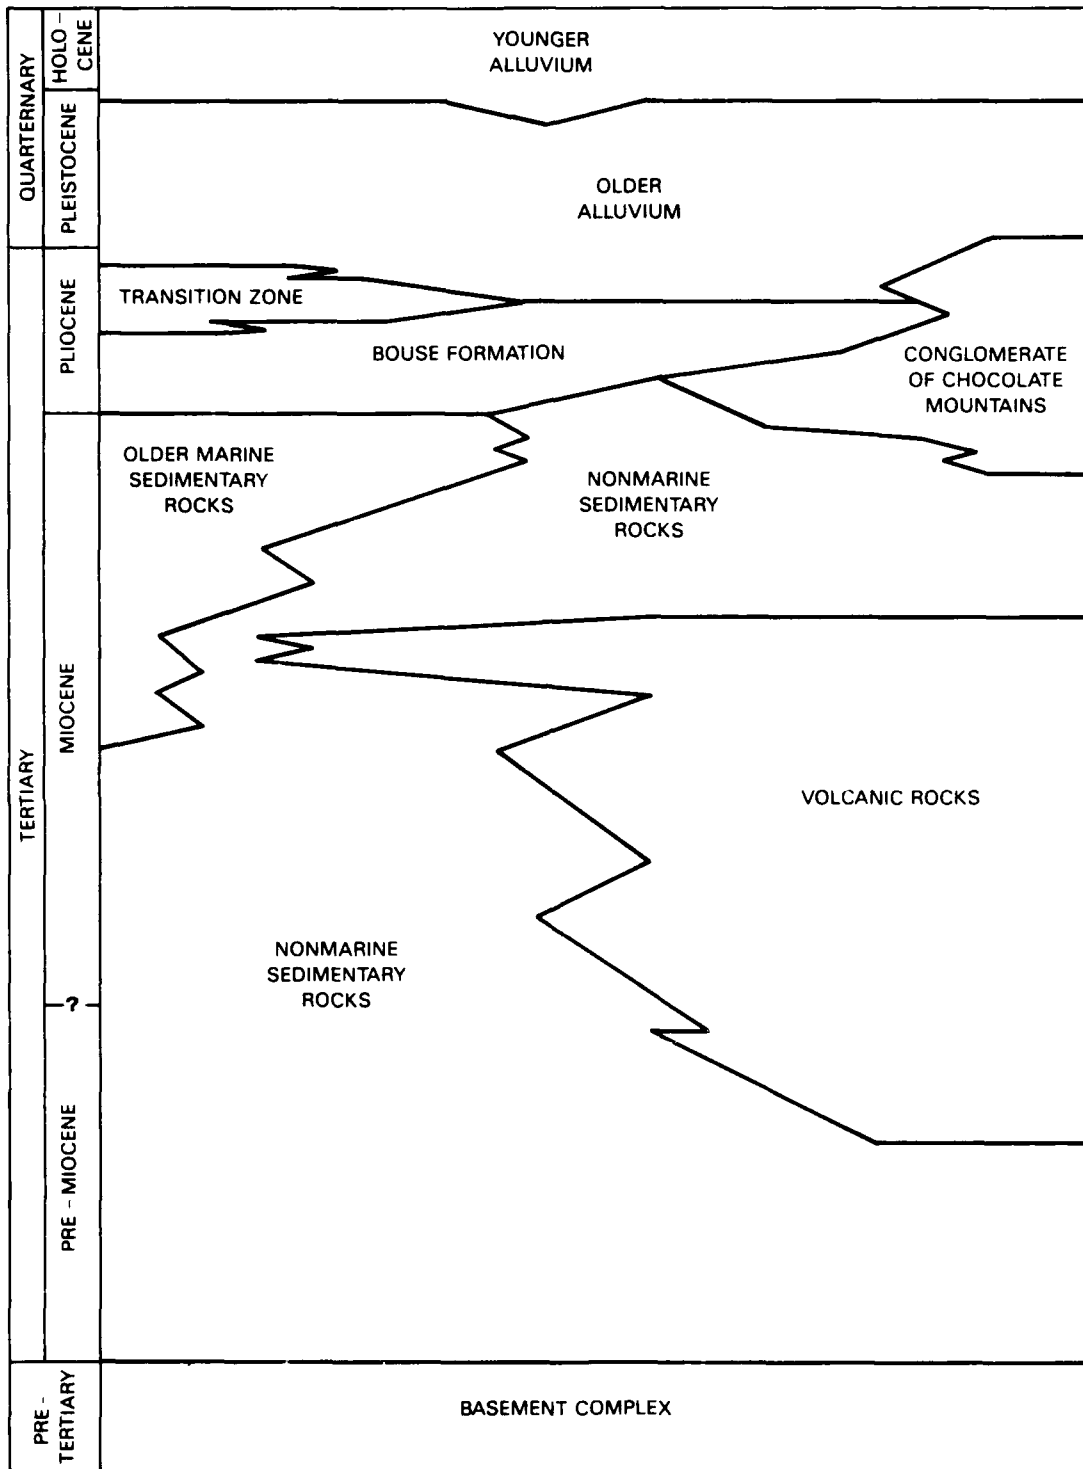 QUARTERNARY
HOLO -
CENE
PLEISTOCENE
YOUNGER
ALLUVIUM
OLDER
ALLUVIUM
TERTIARY
PLIOCENE
TRANSITION ZONE
BOUSE FORMATION
CONGLOMERATE
OF CHOCOLATE
MOUNTAINS
MIOCENE
OLDER MARINE
SEDIMENTARY
ROCKS
NONMARINE
SEDIMENTARY
ROCKS
VOLCANIC ROCKS
NONMARINE
SEDIMENTARY
ROCKS
?
PRE - MIOCENE
PRE -
TERTIARY
BASEMENT COMPLEX